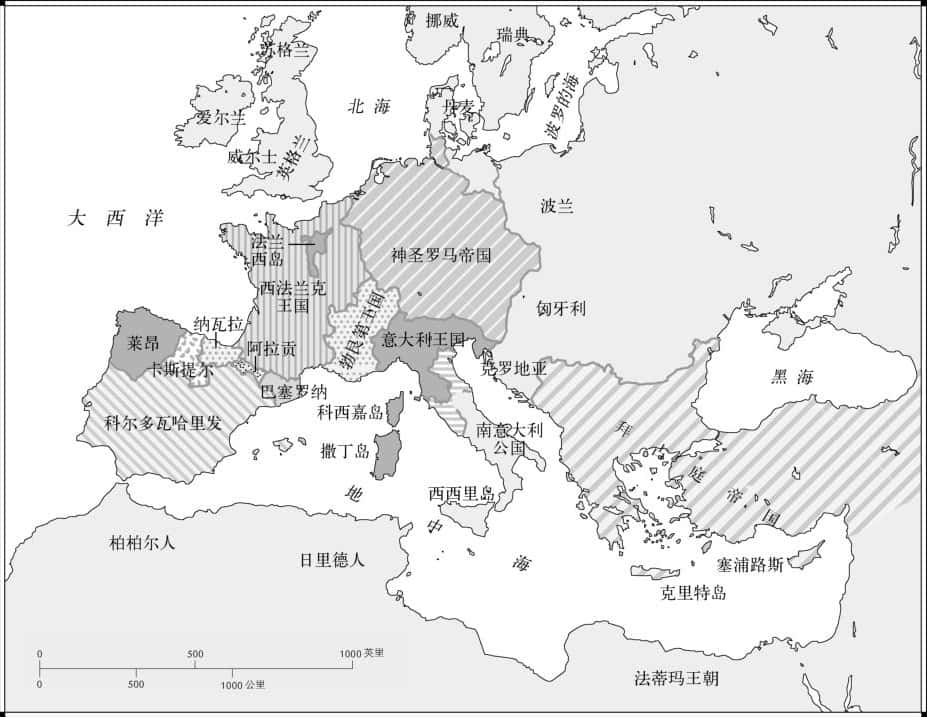 挪威
瑞典
苏格兰
北海
丹麦
波罗的海
爱尔兰
威尔士
英格兰
大西洋
波兰
法兰
西岛
神圣罗马帝国
西法兰克
王国
勃艮第王国
匈牙利
纳瓦拉
莱昂
阿拉贡
意大利王国
卡斯提尔
克罗地亚
黑海
巴塞罗纳
科西嘉岛
科尔多瓦哈里发
南意大利
公国
拜庭帝国
撒丁岛
西西里岛
地中海
柏柏尔人
日里德人
塞浦路斯
克里特岛
法蒂玛王朝
0 500 1000 英里
0 500 1000 公里